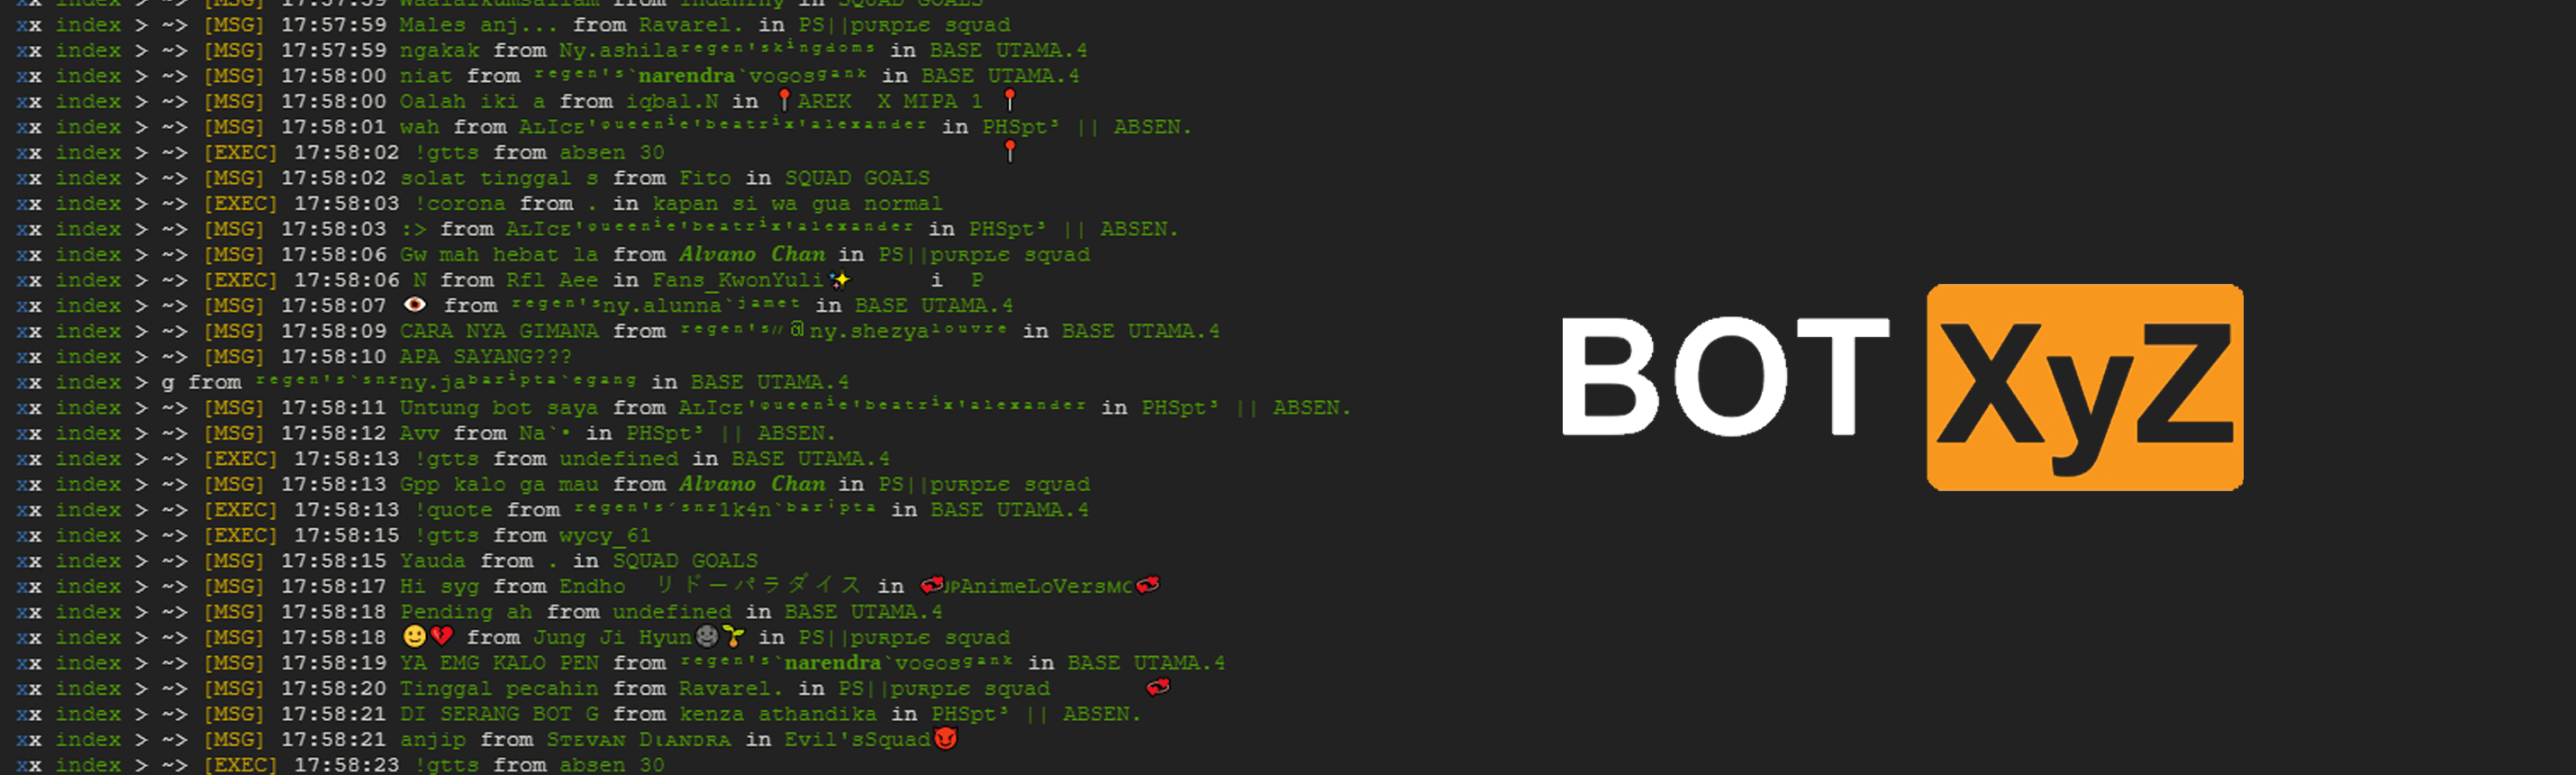 xx index > ~> [MSG] 17:57:59 Waalaikumsallam from Indahfny in SQUAD GOALS
xx index > ~> [MSG] 17:57:59 Males anj... from Ravarel. in PS||pυʀpʟє sqυad
xx index > ~> [MSG] 17:57:59 ngakak from Ny.ashilaʳᵉᵍᵉⁿ'ˢᵏⁱⁿᵍᵈᵒᵐˢ in BASE UTAMA.4
xx index > ~> [MSG] 17:58:00 niat from ʳᵉᵍᵉⁿ'ˢ`𝐧𝐚𝐫𝐞𝐧𝐝𝐫𝐚`vogosᵍᵃⁿᵏ in BASE UTAMA.4
xx index > ~> [MSG] 17:58:00 Oalah iki a from iqbal.N in 📍AREK X MIPA 1 📍
xx index > ~> [MSG] 17:58:01 wah from AʟIcᴇ'ᵠᵘᵉᵉⁿⁱᵉ'ᵇᵉᵃᵗʳⁱˣ'ᵃˡᵉˣᵃⁿᵈᵉʳ in PHSpt³ || ABSEN.
xx index > ~> [EXEC] 17:58:02 !gtts from absen 30 📍
xx index > ~> [MSG] 17:58:02 solat tinggal s from Fito in SQUAD GOALS
xx index > ~> [EXEC] 17:58:03 !corona from . in kapan si wa gua normal
xx index > ~> [MSG] 17:58:03 :> from AʟIcᴇ'ᵠᵘᵉᵉⁿⁱᵉ'ᵇᵉᵃᵗʳⁱˣ'ᵃˡᵉˣᵃⁿᵈᵉʳ in PHSpt³ || ABSEN.
xx index > ~> [MSG] 17:58:06 Gw mah hebat la from 𝑨𝒍𝒗𝒂𝒏𝒐 𝑪𝒉𝒂𝒏 in PS||pυʀpʟє sqυad
xx index > ~> [EXEC] 17:58:06 N from Rfl Aee in Fans_KwonYuli✨ i P
xx index > ~> [MSG] 17:58:07 👁 from ʳᵉᵍᵉⁿ'ˢny.alunna`ʲᵃᵐᵉᵗ in BASE UTAMA.4
xx index > ~> [MSG] 17:58:09 CARA NYA GIMANA from ʳᵉᵍᵉⁿ'ˢ//@ny.shezyaˡᵒᵘᵛʳᵉ in BASE UTAMA.4
xx index > ~> [MSG] 17:58:10 APA SAYANG???
xx index > g from ʳᵉᵍᵉⁿ'ˢ`ˢⁿʳny.jaᵇᵃʳⁱᵖᵗᵃ`ᵉᵍᵃⁿᵍ in BASE UTAMA.4
xx index > ~> [MSG] 17:58:11 Untung bot saya from AʟIcᴇ'ᵠᵘᵉᵉⁿⁱᵉ'ᵇᵉᵃᵗʳⁱˣ'ᵃˡᵉˣᵃⁿᵈᵉʳ in PHSpt³ || ABSEN.
xx index > ~> [MSG] 17:58:12 Avv from Na`• in PHSpt³ || ABSEN.
xx index > ~> [EXEC] 17:58:13 !gtts from undefined in BASE UTAMA.4
xx index > ~> [MSG] 17:58:13 Gpp kalo ga mau from 𝑨𝒍𝒗𝒂𝒏𝒐 𝑪𝒉𝒂𝒏 in PS||pυʀpʟє sqυad
xx index > ~> [EXEC] 17:58:13 !quote from ʳᵉᵍᵉⁿ'ˢ´ˢⁿʳ1k4n`ᵇᵃʳⁱᵖᵗᵃ in BASE UTAMA.4
xx index > ~> [EXEC] 17:58:15 !gtts from wycy_61
xx index > ~> [MSG] 17:58:15 Yauda from . in SQUAD GOALS
xx index > ~> [MSG] 17:58:17 Hi syg from Endho リドーパラダイス in 💞ᴊᴘAnimeLoVersᴍᴄ💞
xx index > ~> [MSG] 17:58:18 Pending ah from undefined in BASE UTAMA.4
xx index > ~> [MSG] 17:58:18 🙂💔 from Jung Ji Hyun🌚🌱 in PS||pυʀpʟє sqυad
xx index > ~> [MSG] 17:58:19 YA EMG KALO PEN from ʳᵉᵍᵉⁿ'ˢ`𝐧𝐚𝐫𝐞𝐧𝐝𝐫𝐚`vogosᵍᵃⁿᵏ in BASE UTAMA.4
xx index > ~> [MSG] 17:58:20 Tinggal pecahin from Ravarel. in PS||pυʀpʟє sqυad 💞
xx index > ~> [MSG] 17:58:21 DI SERANG BOT G from kenza athandika in PHSpt³ || ABSEN.
xx index > ~> [MSG] 17:58:21 anjip from Sᴛᴇᴠᴀɴ Dɪᴀɴᴅʀᴀ in Evil'sSquad😈
xx index > ~> [EXEC] 17:58:23 !gtts from absen 30
BOT XyZ